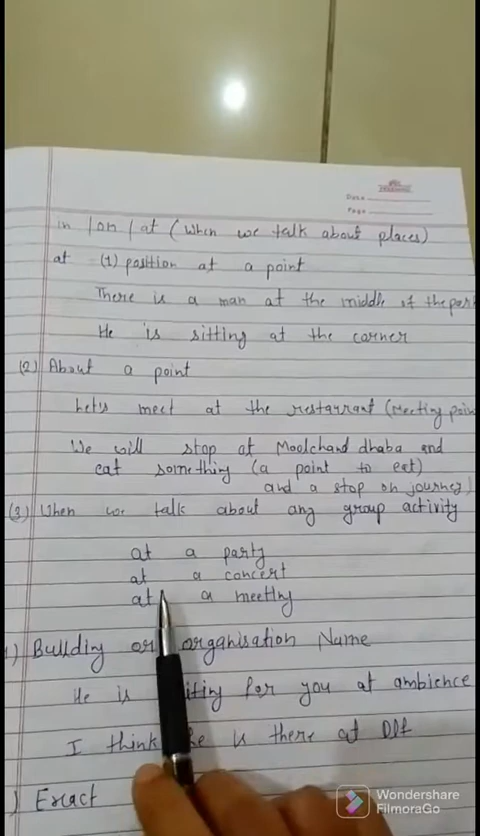 Date
Page
in / on / at (When we talk about places)
at (1) position at a point
There is a man at the middle of the
He is sitting at the corner
(2) About a point
Let's meet at the restaurant (Meeting
We will stop at Moolchand dhaba and
eat something (a point to eat)
and a stop on journey)
(3) When we talk about any group activity
at a party
at a concert
at a meeting
Building or organisation Name
He is for you at ambience
I think is there at Dlf
Exact
Wondershare
FilmoraGo